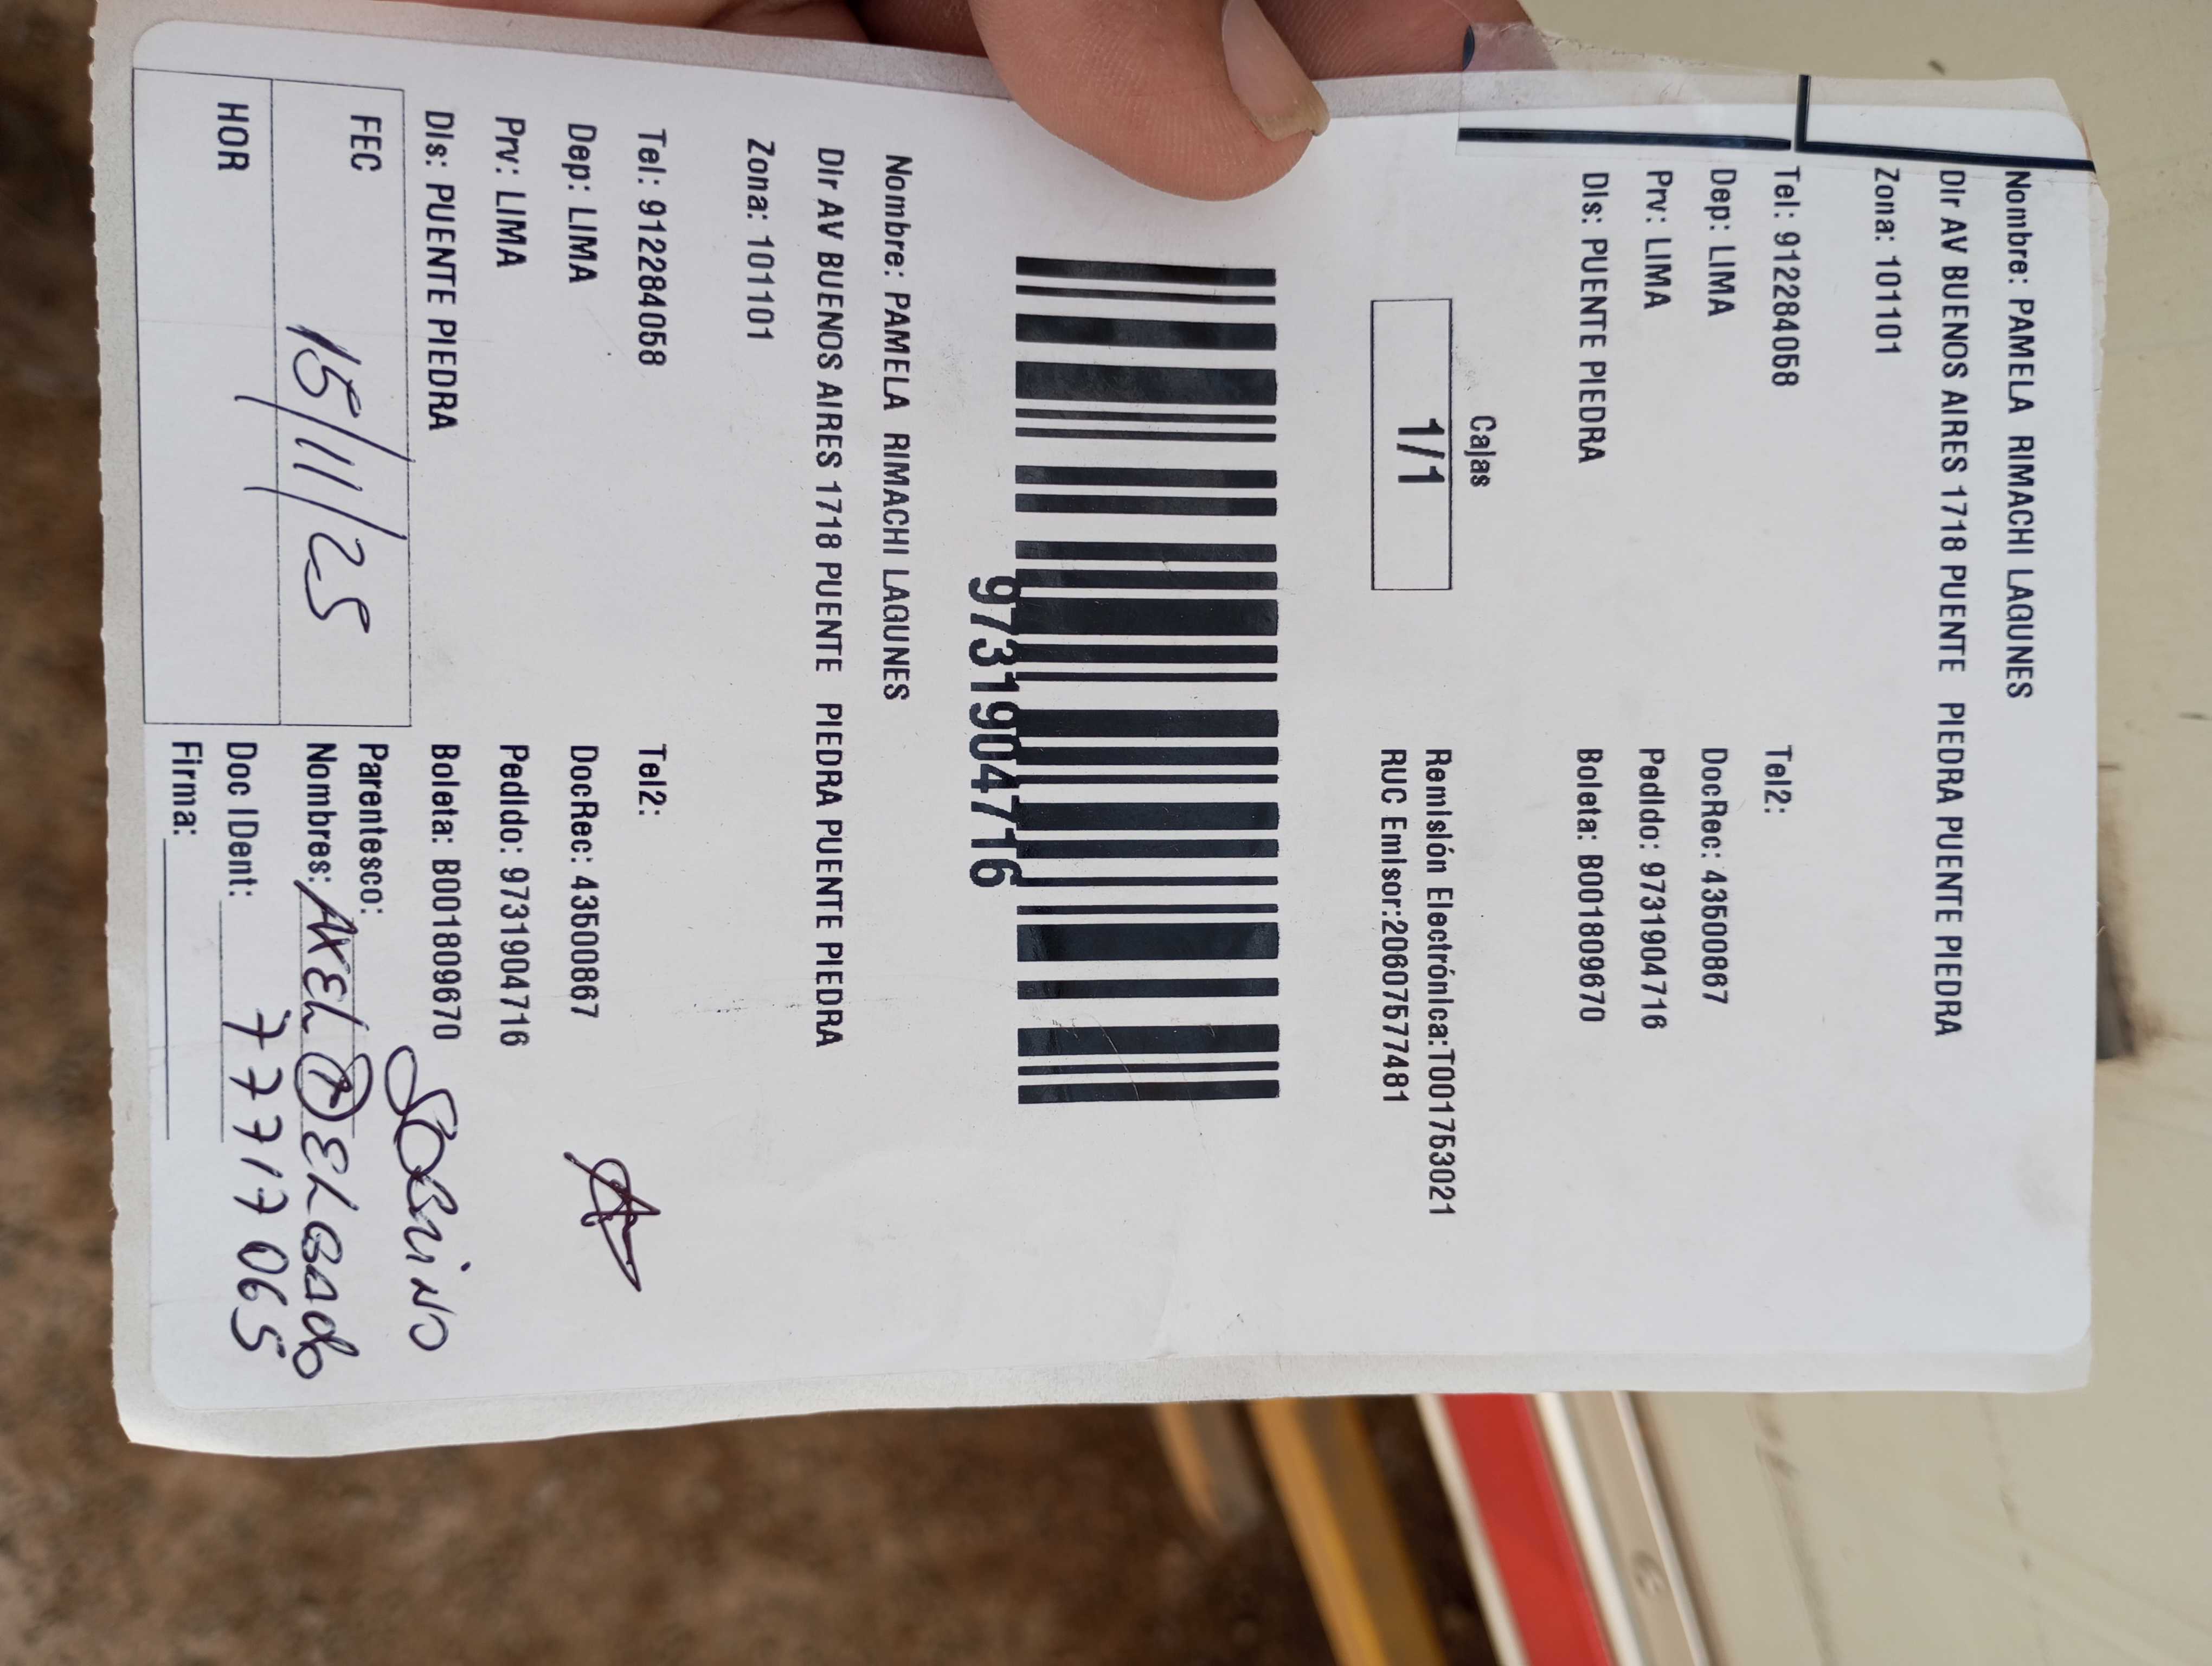 Nombre: PAMELA RIMACHI LAGUNES
Dir AV BUENOS AIRES 1718 PUENTE PIEDRA PUENTE PIEDRA
Zona: 101101
Tel: 912284058 Tel2:
Dep: LIMA DocRec: 43500867
Prv: LIMA Pedido: 9731904716
Dis: PUENTE PIEDRA Boleta: B001809670
Cajas
1/1
Remisión Electrónica:T001753021
RUC Emisor:20607577481
9731904716
Nombre: PAMELA RIMACHI LAGUNES
Dir AV BUENOS AIRES 1718 PUENTE PIEDRA PUENTE PIEDRA
Zona: 101101
Tel: 912284058 Tel2:
Dep: LIMA DocRec: 43500867
Prv: LIMA Pedido: 9731904716
Dis: PUENTE PIEDRA Boleta: B001809670
FEC 15/11/25
HOR
Parentesco: SOBRINO
Nombres: AXEL DELGADO
Doc IDent: 77717065
Firma: